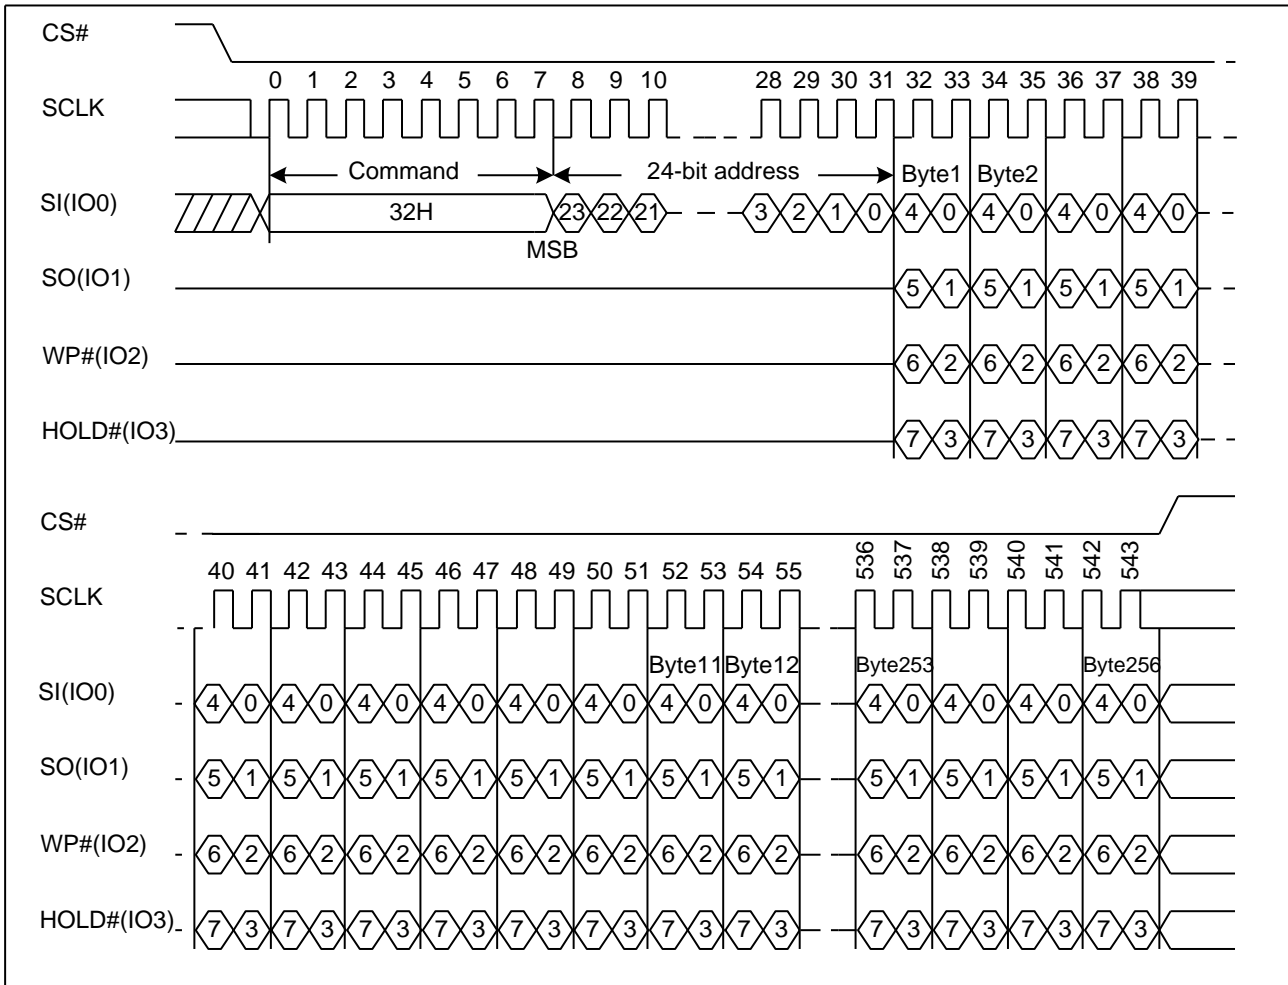 CS#
0 1 2 3 4 5 6 7 8 9 10 28 29 30 31 32 33 34 35 36 37 38 39
SCLK
Command 24-bit address Byte1 Byte2
SI(IO0) 32H 23 22 21 3 2 1 0 4 0 4 0 4 0 4 0
MSB
SO(IO1) 5 1 5 1 5 1 5 1
WP#(IO2) 6 2 6 2 6 2 6 2
HOLD#(IO3) 7 3 7 3 7 3 7 3
CS#
40 41 42 43 44 45 46 47 48 49 50 51 52 53 54 55 536 537 538 539 540 541 542 543
SCLK
Byte11 Byte12 Byte253 Byte256
SI(IO0) 4 0 4 0 4 0 4 0 4 0 4 0 4 0 4 0 4 0 4 0 4 0 4 0
SO(IO1) 5 1 5 1 5 1 5 1 5 1 5 1 5 1 5 1 5 1 5 1 5 1 5 1
WP#(IO2) 6 2 6 2 6 2 6 2 6 2 6 2 6 2 6 2 6 2 6 2 6 2 6 2
HOLD#(IO3) 7 3 7 3 7 3 7 3 7 3 7 3 7 3 7 3 7 3 7 3 7 3 7 3